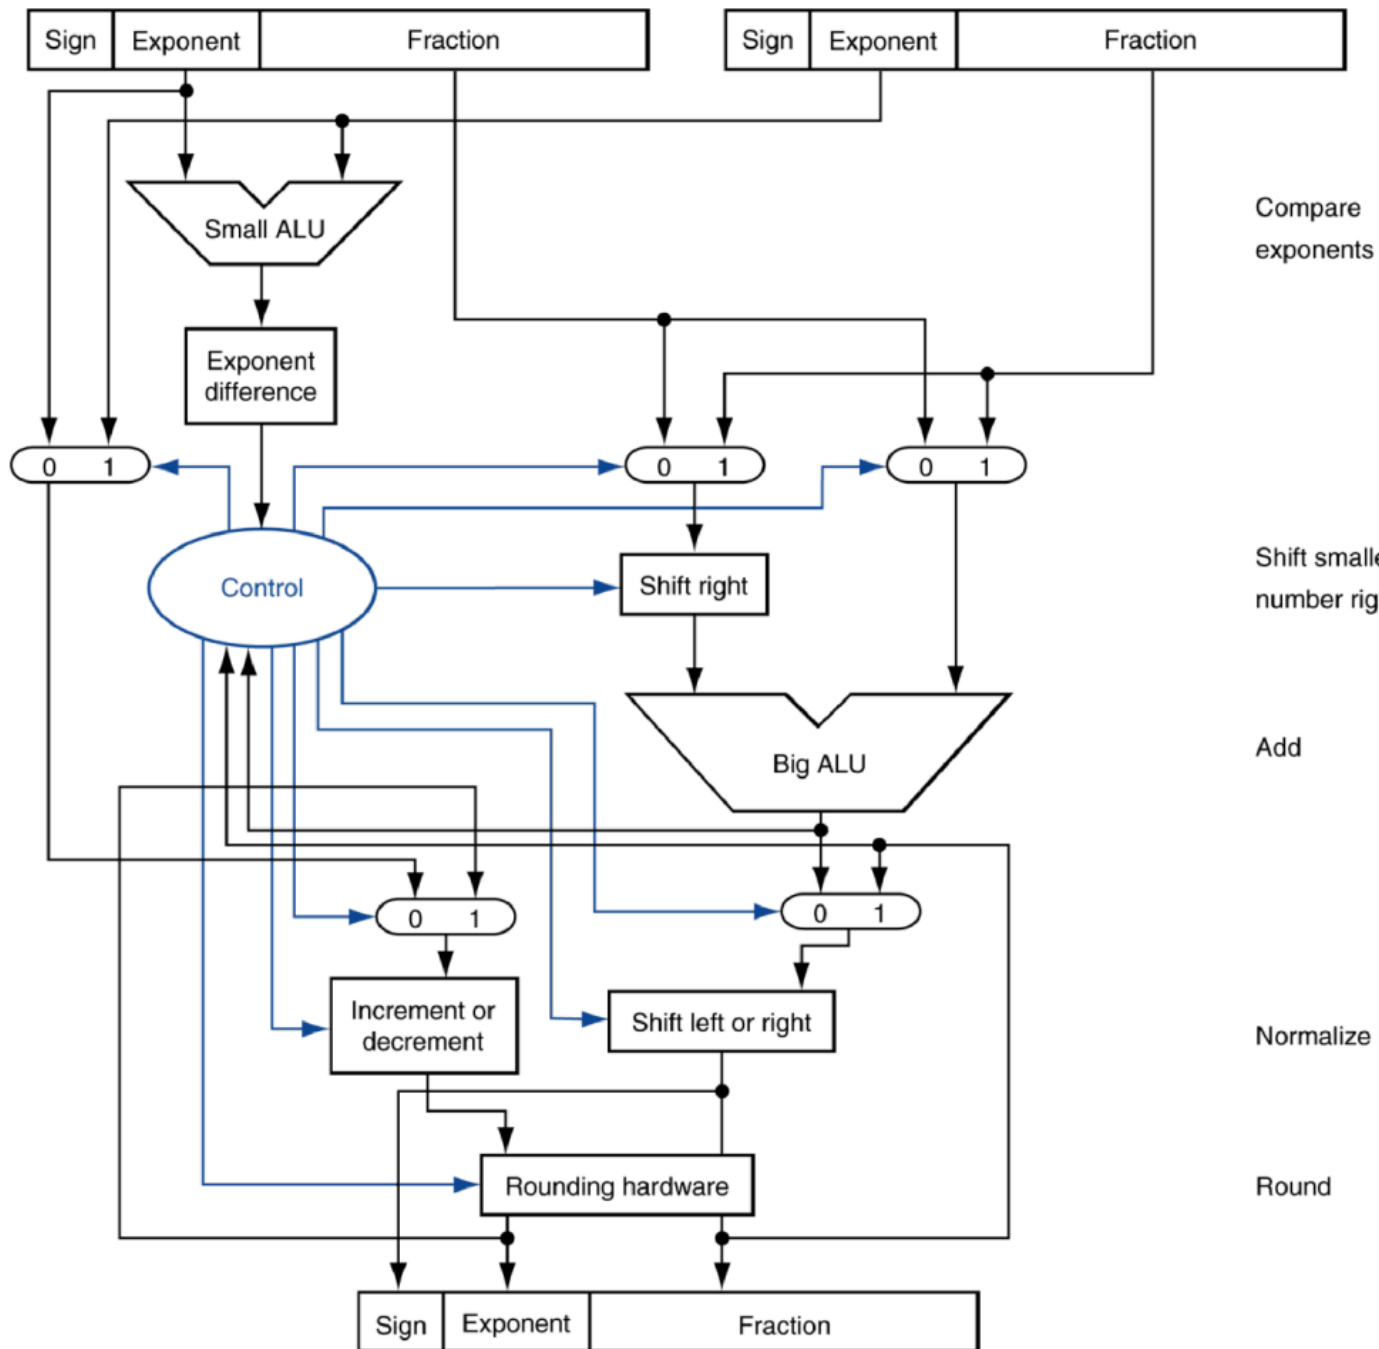 Sign Exponent Fraction Sign Exponent Fraction
Small ALU
Compare
exponents
Exponent
difference
0 1 0 1 0 1
Control
Shift right
Shift smalle
number rig
Big ALU
Add
0 1 0 1
Increment or
decrement
Shift left or right
Normalize
Rounding hardware
Round
Sign Exponent Fraction